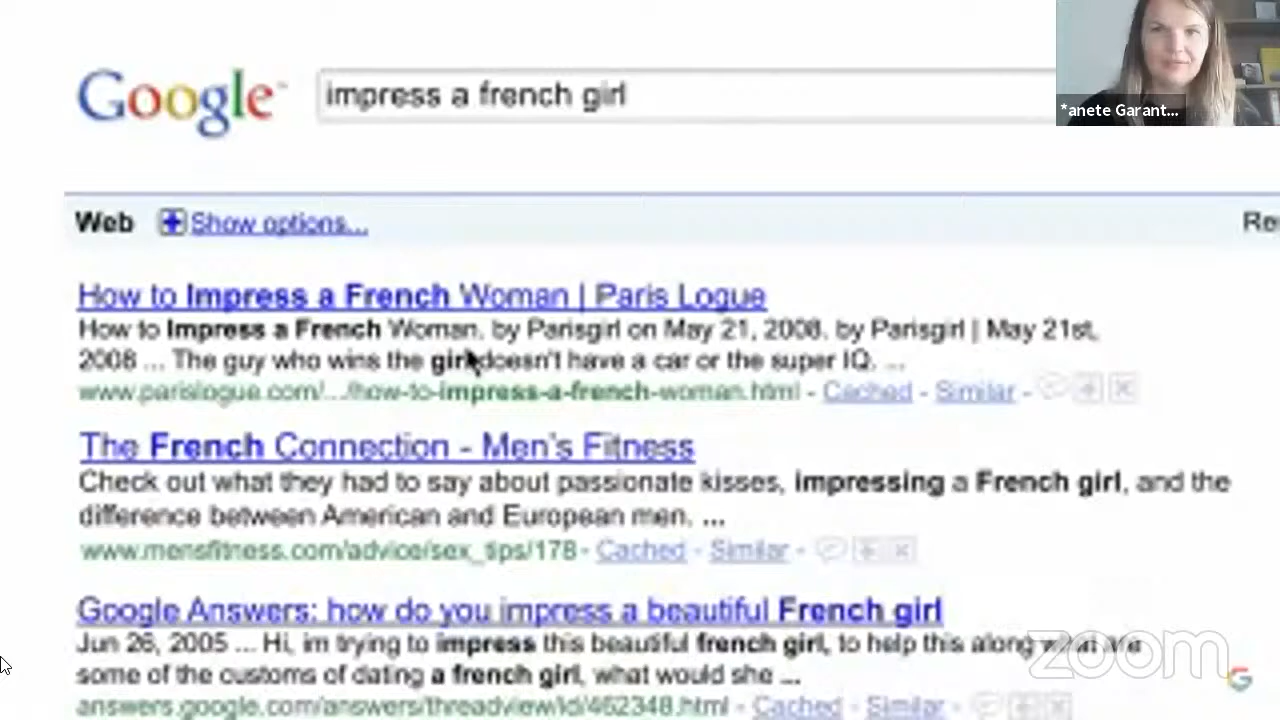 Google™
impress a french girl
*anete Garant...
Web Show options... Re
How to Impress a French Woman | Paris Logue
How to Impress a French Woman. by Parisgirl on May 21, 2008. by Parisgirl | May 21st,
2008 ... The guy who wins the girl doesn't have a car or the super IQ. ...
www.parislogue.com/.../how-to-impress-a-french-woman.html - Cached - Similar -
The French Connection - Men's Fitness
Check out what they had to say about passionate kisses, impressing a French girl, and the
difference between American and European men. ...
www.mensfitness.com/advice/sex_tips/178 - Cached - Similar -
Google Answers: how do you impress a beautiful French girl
Jun 26, 2005 ... Hi, im trying to impress this beautiful french girl, to help this along what are
some of the customs of dating a french girl, what would she ...
answers.google.com/answers/threadview/id/462348.html - Cached - Similar -
zoom
G